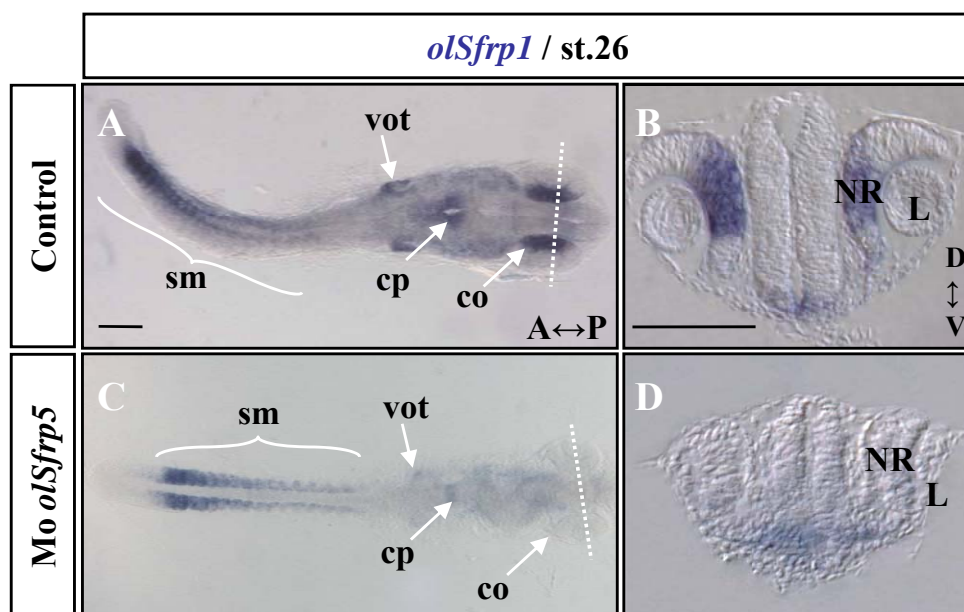 olSfrp1 / st.26
Control
A
vot
sm
cp
co
A↔P
B
NR
L
D
↕
V
Mo olSfrp5
C
sm
vot
cp
co
D
NR
L